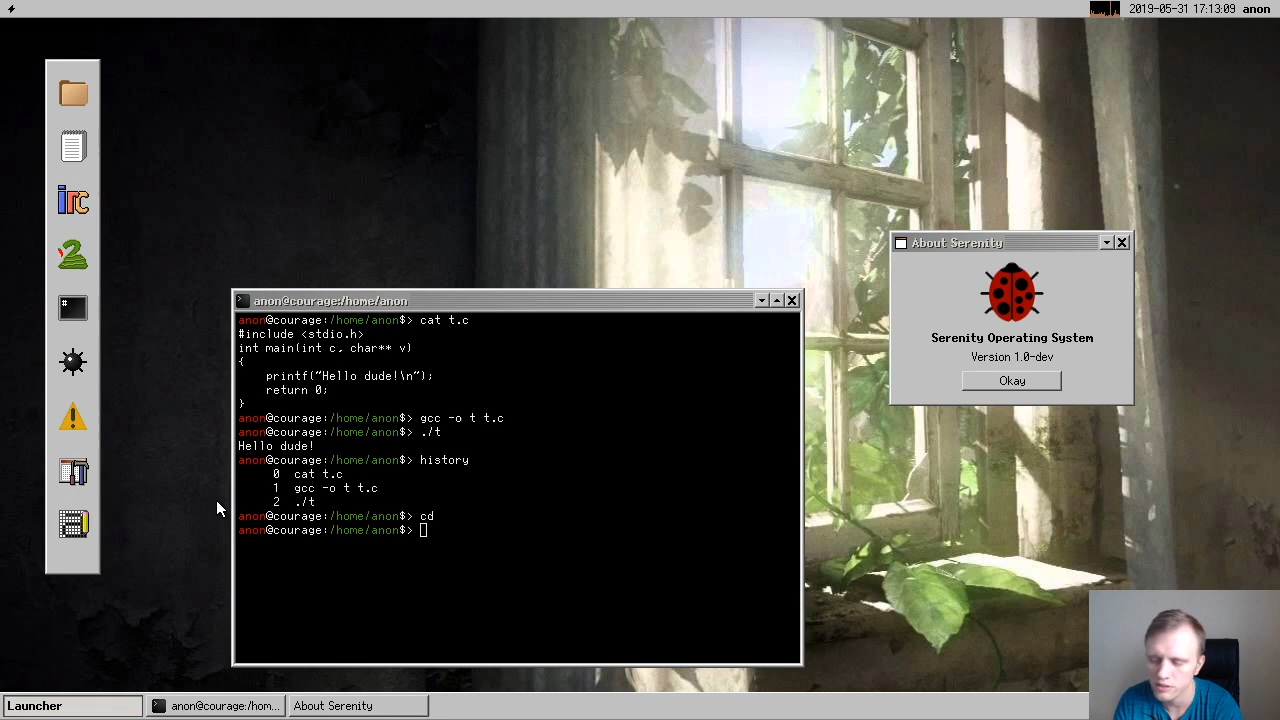 2019-05-31 17:13:09 anon
irc
About Serenity
Serenity Operating System
Version 1.0-dev
Okay
anon@courage:/home/anon
anon@courage:/home/anon$> cat t.c
#include <stdio.h>
int main(int c, char** v)
{
    printf("Hello dude!\n");
    return 0;
}
anon@courage:/home/anon$> gcc -o t t.c
anon@courage:/home/anon$> ./t
Hello dude!
anon@courage:/home/anon$> history
     0  cat t.c
     1  gcc -o t t.c
     2  ./t
anon@courage:/home/anon$> cd
anon@courage:/home/anon$>
Launcher
anon@courage:/hom...
About Serenity